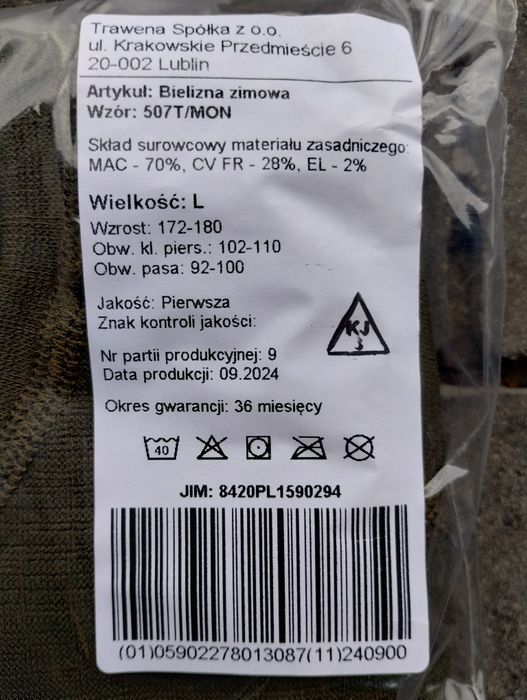 Trawena Spółka z o.o.
ul. Krakowskie Przedmieście 6
20-002 Lublin
Artykuł: Bielizna zimowa
Wzór: 507T/MON
Skład surowcowy materiału zasadniczego:
MAC - 70%, CV FR - 28%, EL - 2%
Wielkość: L
Wzrost: 172-180
Obw. kl. piers.: 102-110
Obw. pasa: 92-100
Jakość: Pierwsza
Znak kontroli jakości:
KJ
3
Nr partii produkcyjnej: 9
Data produkcji: 09.2024
Okres gwarancji: 36 miesięcy
40
JIM: 8420PL1590294
(01)05902278013087(11)240900